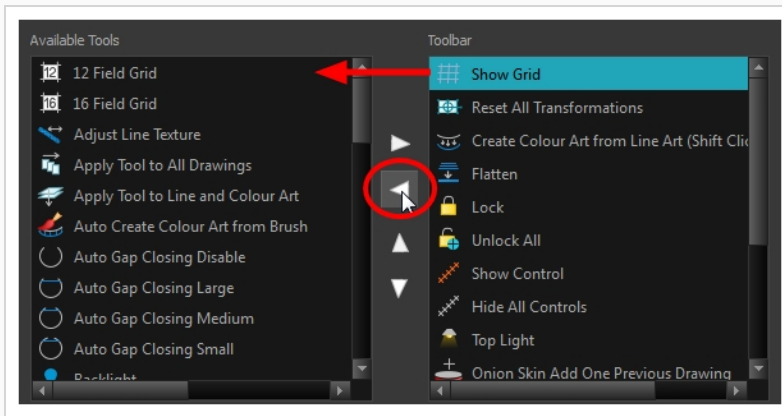 Available Tools
12 Field Grid
16 Field Grid
Adjust Line Texture
Apply Tool to All Drawings
Apply Tool to Line and Colour Art
Auto Create Colour Art from Brush
Auto Gap Closing Disable
Auto Gap Closing Large
Auto Gap Closing Medium
Auto Gap Closing Small
Backlight
Toolbar
Show Grid
Reset All Transformations
Create Colour Art from Line Art (Shift Clic
Flatten
Lock
Unlock All
Show Control
Hide All Controls
Top Light
Onion Skin Add One Previous Drawing